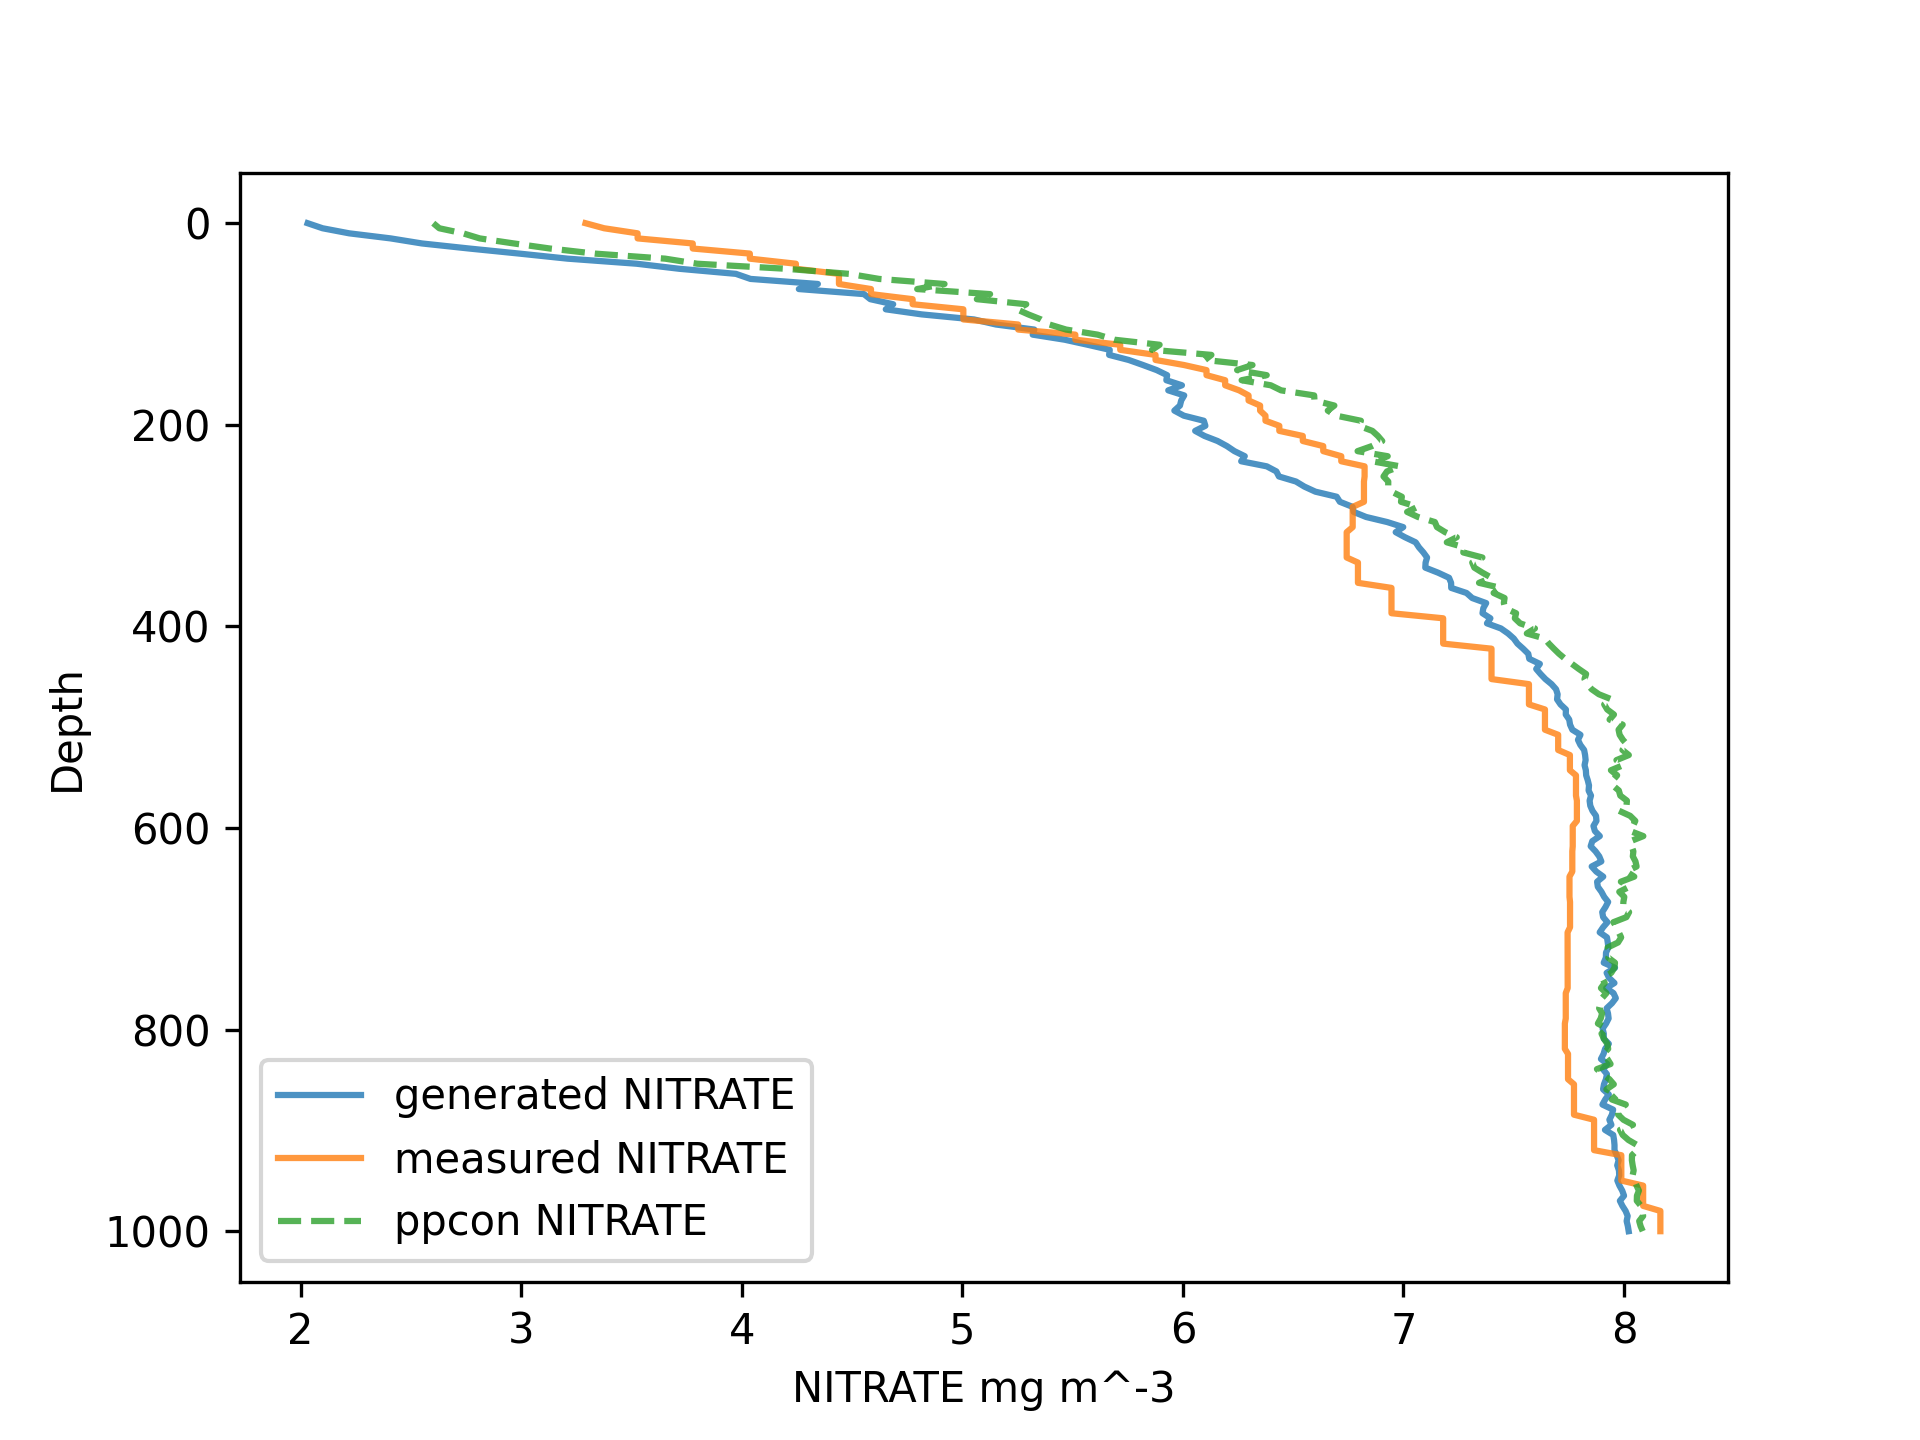 0
200
400
600
800
1000
Depth
generated NITRATE
measured NITRATE
ppcon NITRATE
2 3 4 5 6 7 8
NITRATE mg m^-3